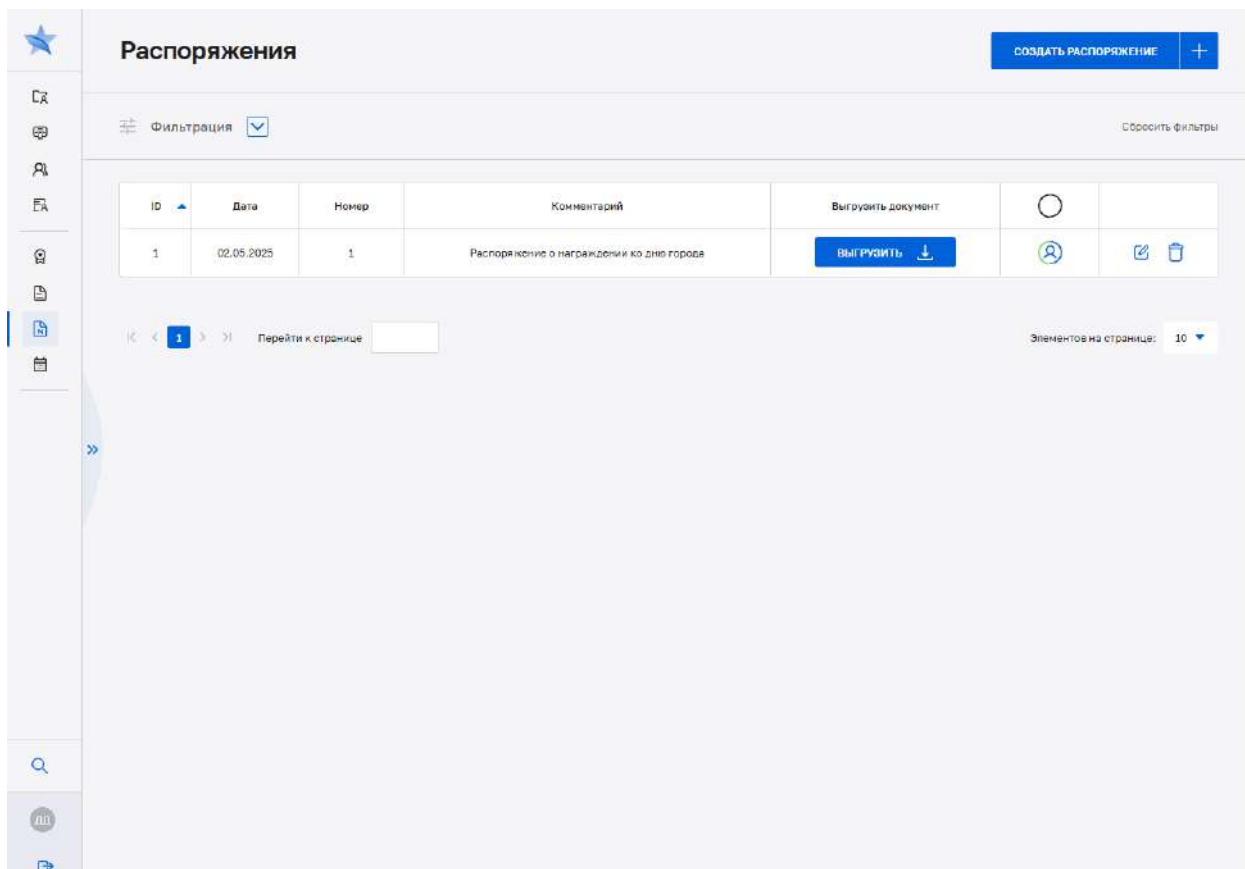 Распоряжения
СОЗДАТЬ РАСПОРЯЖЕНИЕ
Фильтрация
Сбросить фильтры
ID Дата Номер Комментарий Выгрузить документ
1 02.05.2025 1 Распоряжение о награждении ко дню города ВЫГРУЗИТЬ
1 Перейти к странице Элементов на странице: 10